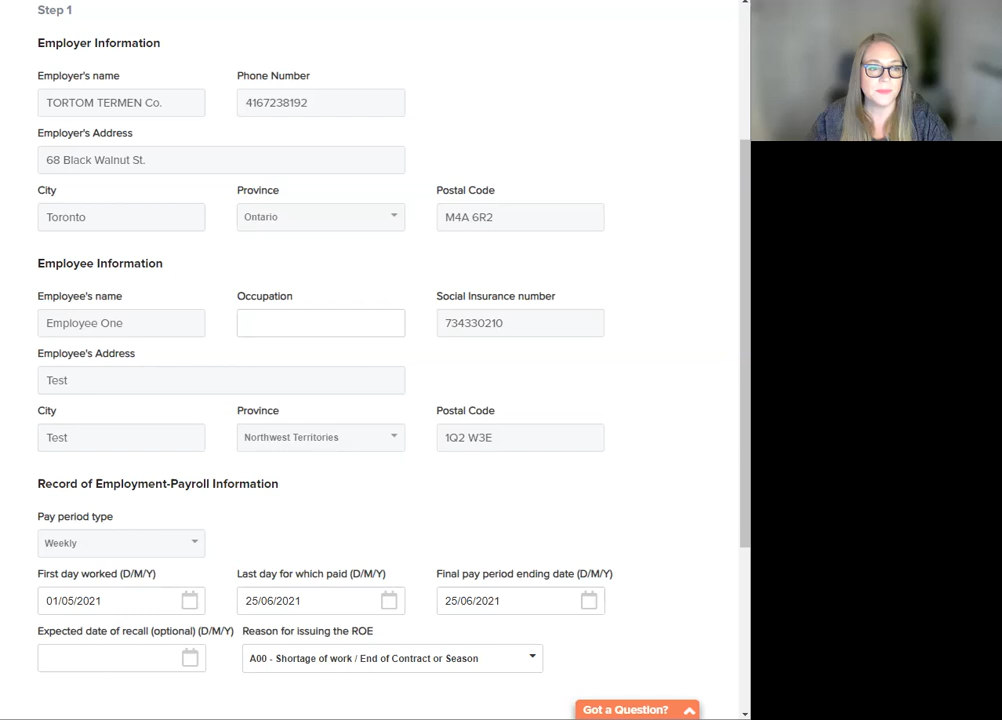 Step 1
Employer Information
Employer's name Phone Number
TORTOM TERMEN Co. 4167238192
Employer's Address
68 Black Walnut St.
City Province Postal Code
Toronto Ontario M4A 6R2
Employee Information
Employee's name Occupation Social Insurance number
Employee One 734330210
Employee's Address
Test
City Province Postal Code
Test Northwest Territories 1Q2 W3E
Record of Employment-Payroll Information
Pay period type
Weekly
First day worked (D/M/Y) Last day for which paid (D/M/Y) Final pay period ending date (D/M/Y)
01/05/2021 25/06/2021 25/06/2021
Expected date of recall (optional) (D/M/Y) Reason for issuing the ROE
A00 - Shortage of work / End of Contract or Season
Got a Question?